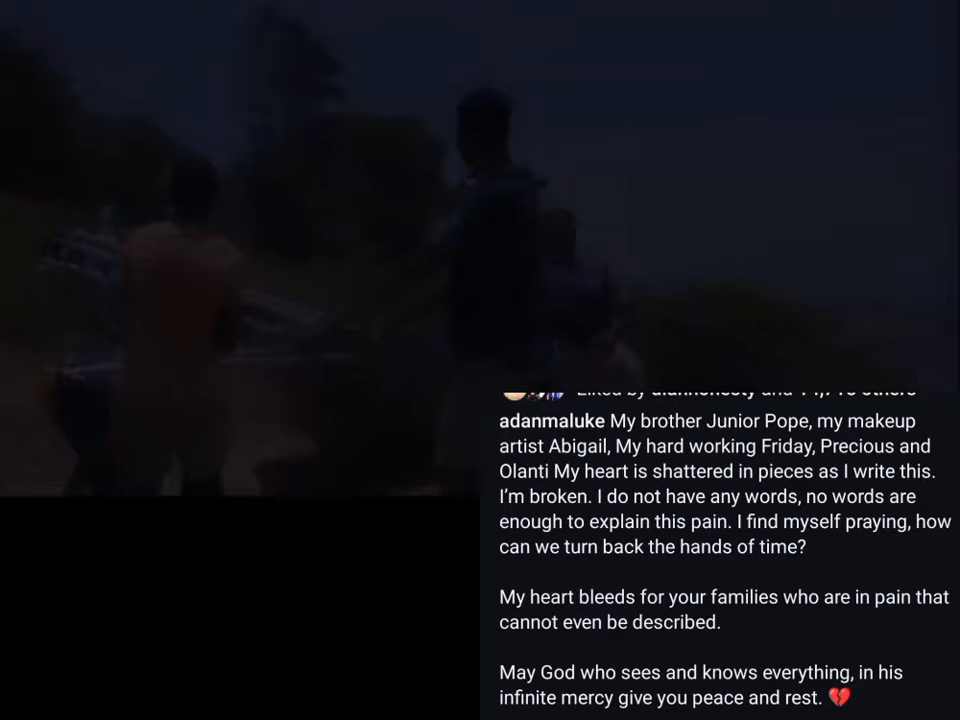 Liked by
adanmaluke My brother Junior Pope, my makeup
artist Abigail, My hard working Friday, Precious and
Olanti My heart is shattered in pieces as I write this.
I'm broken. I do not have any words, no words are
enough to explain this pain. I find myself praying, how
can we turn back the hands of time?
My heart bleeds for your families who are in pain that
cannot even be described.
May God who sees and knows everything, in his
infinite mercy give you peace and rest. 💔